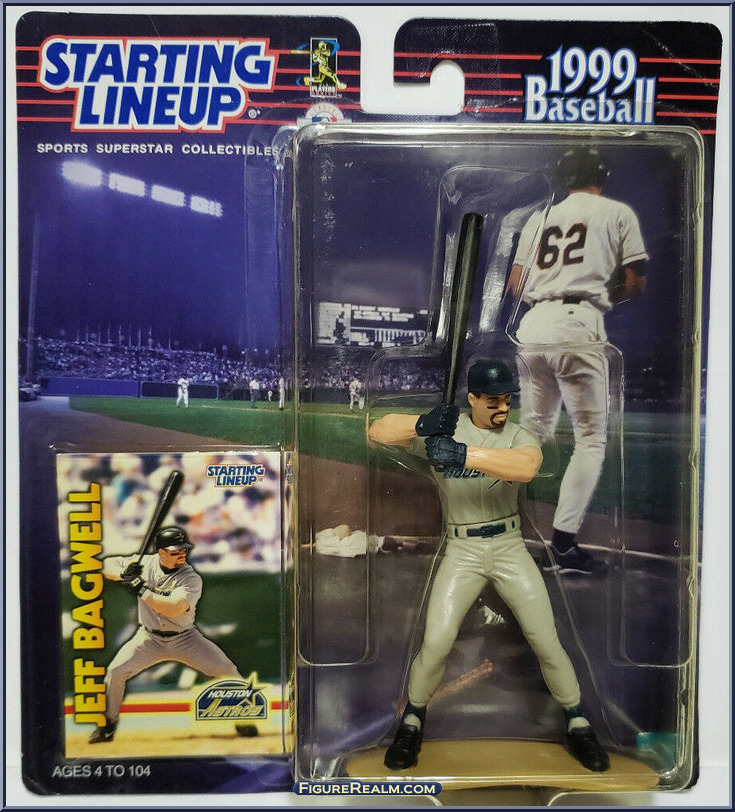 STARTING
LINEUP
SPORTS SUPERSTAR COLLECTIBLES
1999
Baseball
62
STARTING
LINEUP
JEFF BAGWELL
HOUSTON
ASTROS
AGES 4 TO 104
FIGUREREALM.COM